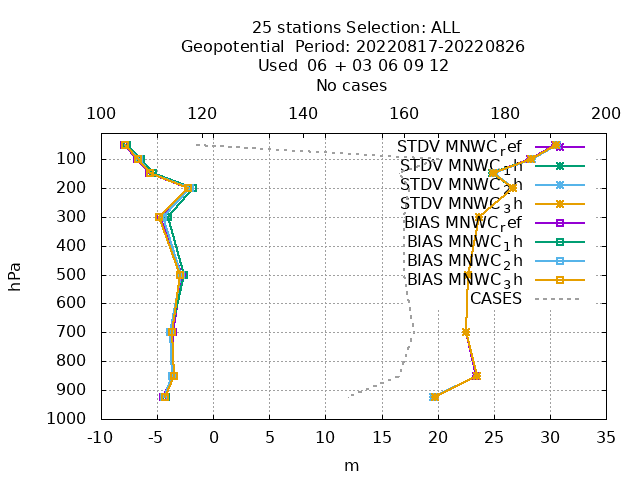 25 stations Selection: ALL
Geopotential  Period: 20220817-20220826
Used  06 + 03 06 09 12
No cases
100 120 140 160 180 200
STDV MNWC_ref
100 STDV MNWC_1h
200 STDV MNWC_2h
STDV MNWC_3h
300 BIAS MNWC_ref
400 BIAS MNWC_1h
BIAS MNWC_2h
500 BIAS MNWC_3h
600 CASES
700
800
900
1000
hPa
-10 -5 0 5 10 15 20 25 30 35
m